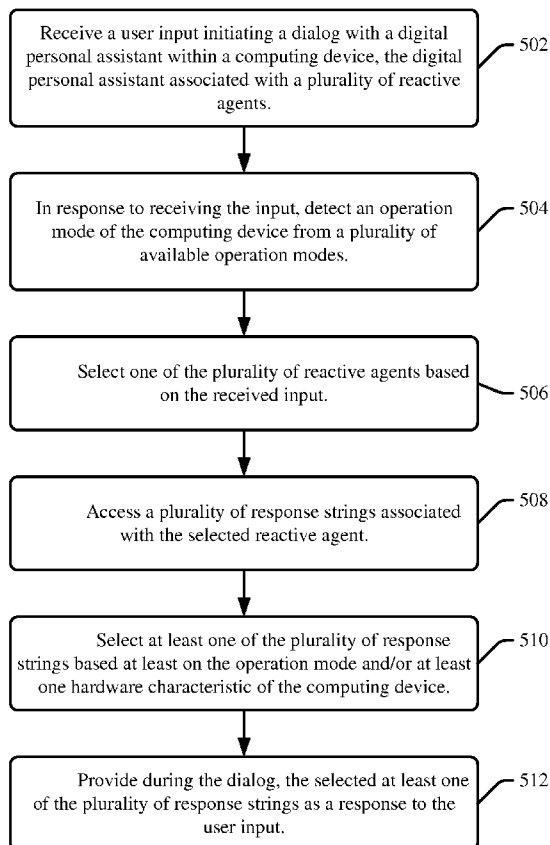 Receive a user input initiating a dialog with a digital
personal assistant within a computing device, the digital
personal assistant associated with a plurality of reactive
agents.
502
In response to receiving the input, detect an operation
mode of the computing device from a plurality of
available operation modes.
504
Select one of the plurality of reactive agents based
on the received input.
506
Access a plurality of response strings associated
with the selected reactive agent.
508
Select at least one of the plurality of response
strings based at least on the operation mode and/or at least
one hardware characteristic of the computing device.
510
Provide during the dialog, the selected at least one
of the plurality of response strings as a response to the
user input.
512